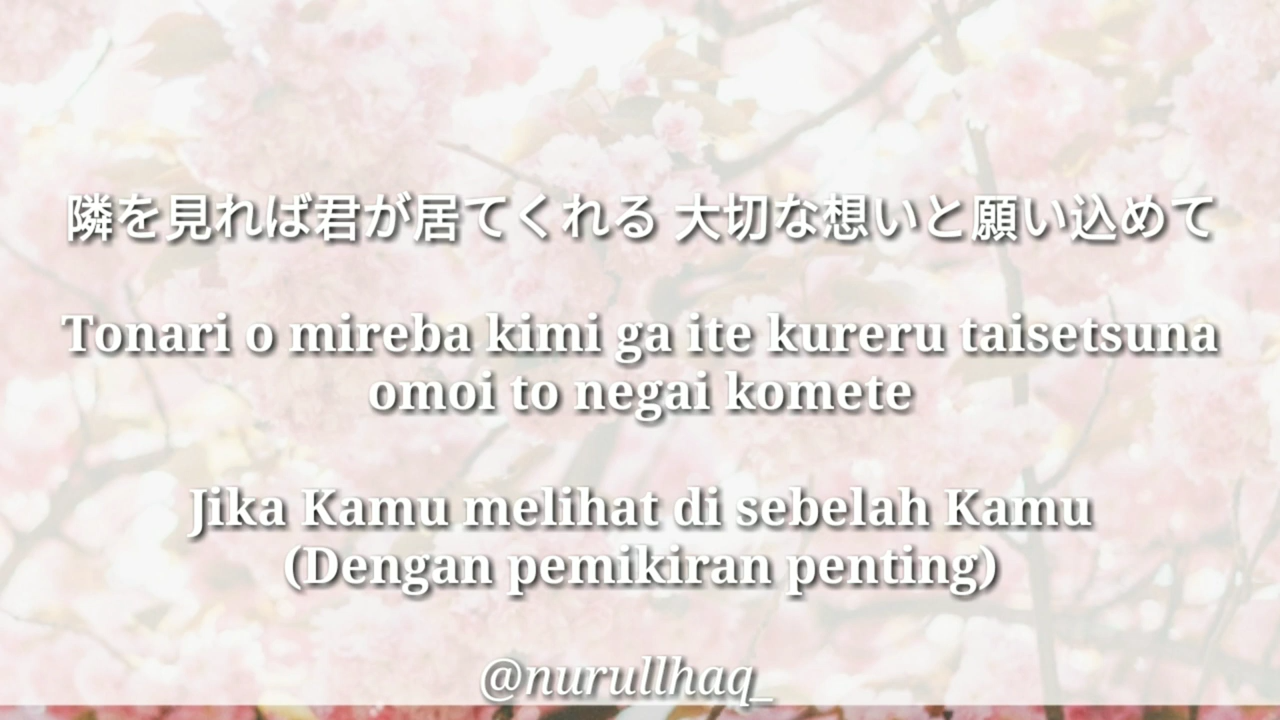 隣を見れば君が居てくれる 大切な想いと願い込めて
Tonari o mireba kimi ga ite kureru taisetsuna
omoi to negai komete
Jika Kamu melihat di sebelah Kamu
(Dengan pemikiran penting)
@nurullhaq_